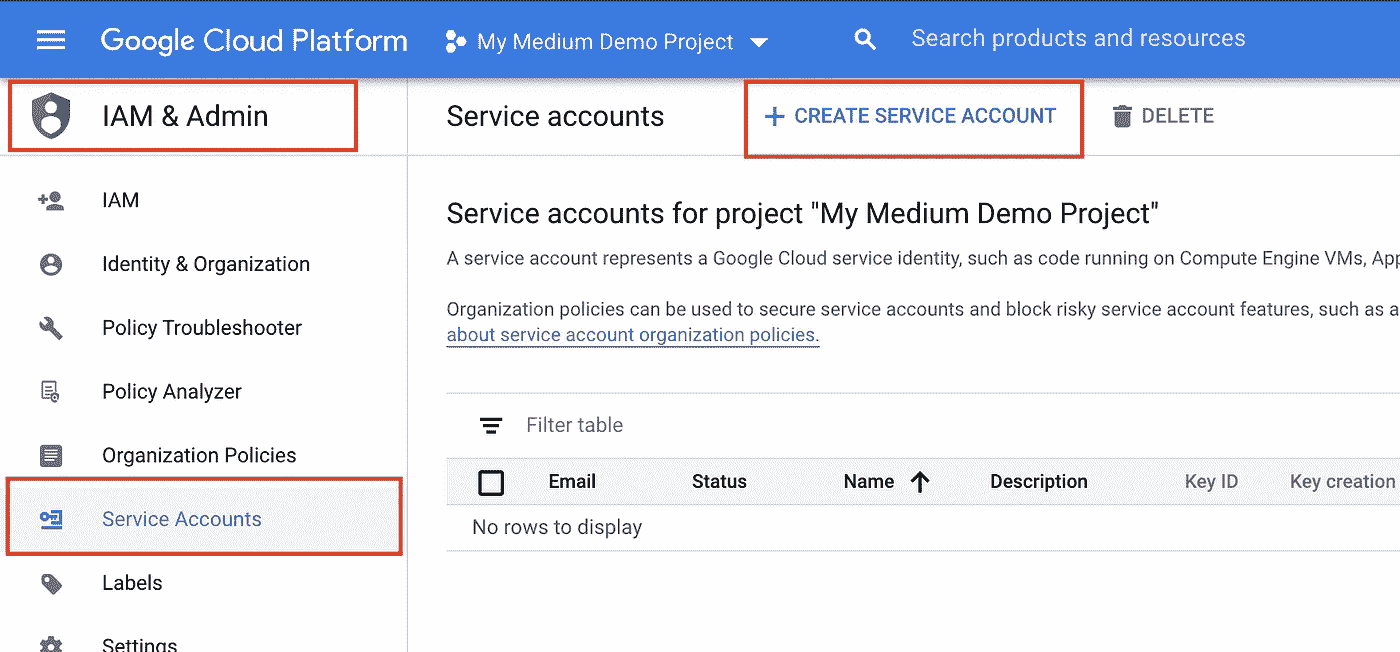 Google Cloud Platform My Medium Demo Project Search products and resources
IAM & Admin
Service accounts + CREATE SERVICE ACCOUNT DELETE
IAM
Identity & Organization
Policy Troubleshooter
Policy Analyzer
Organization Policies
Service Accounts
Labels
Settings
Service accounts for project "My Medium Demo Project"
A service account represents a Google Cloud service identity, such as code running on Compute Engine VMs, App
Organization policies can be used to secure service accounts and block risky service account features, such as a
about service account organization policies.
Filter table
Email Status Name Description Key ID Key creation
No rows to display